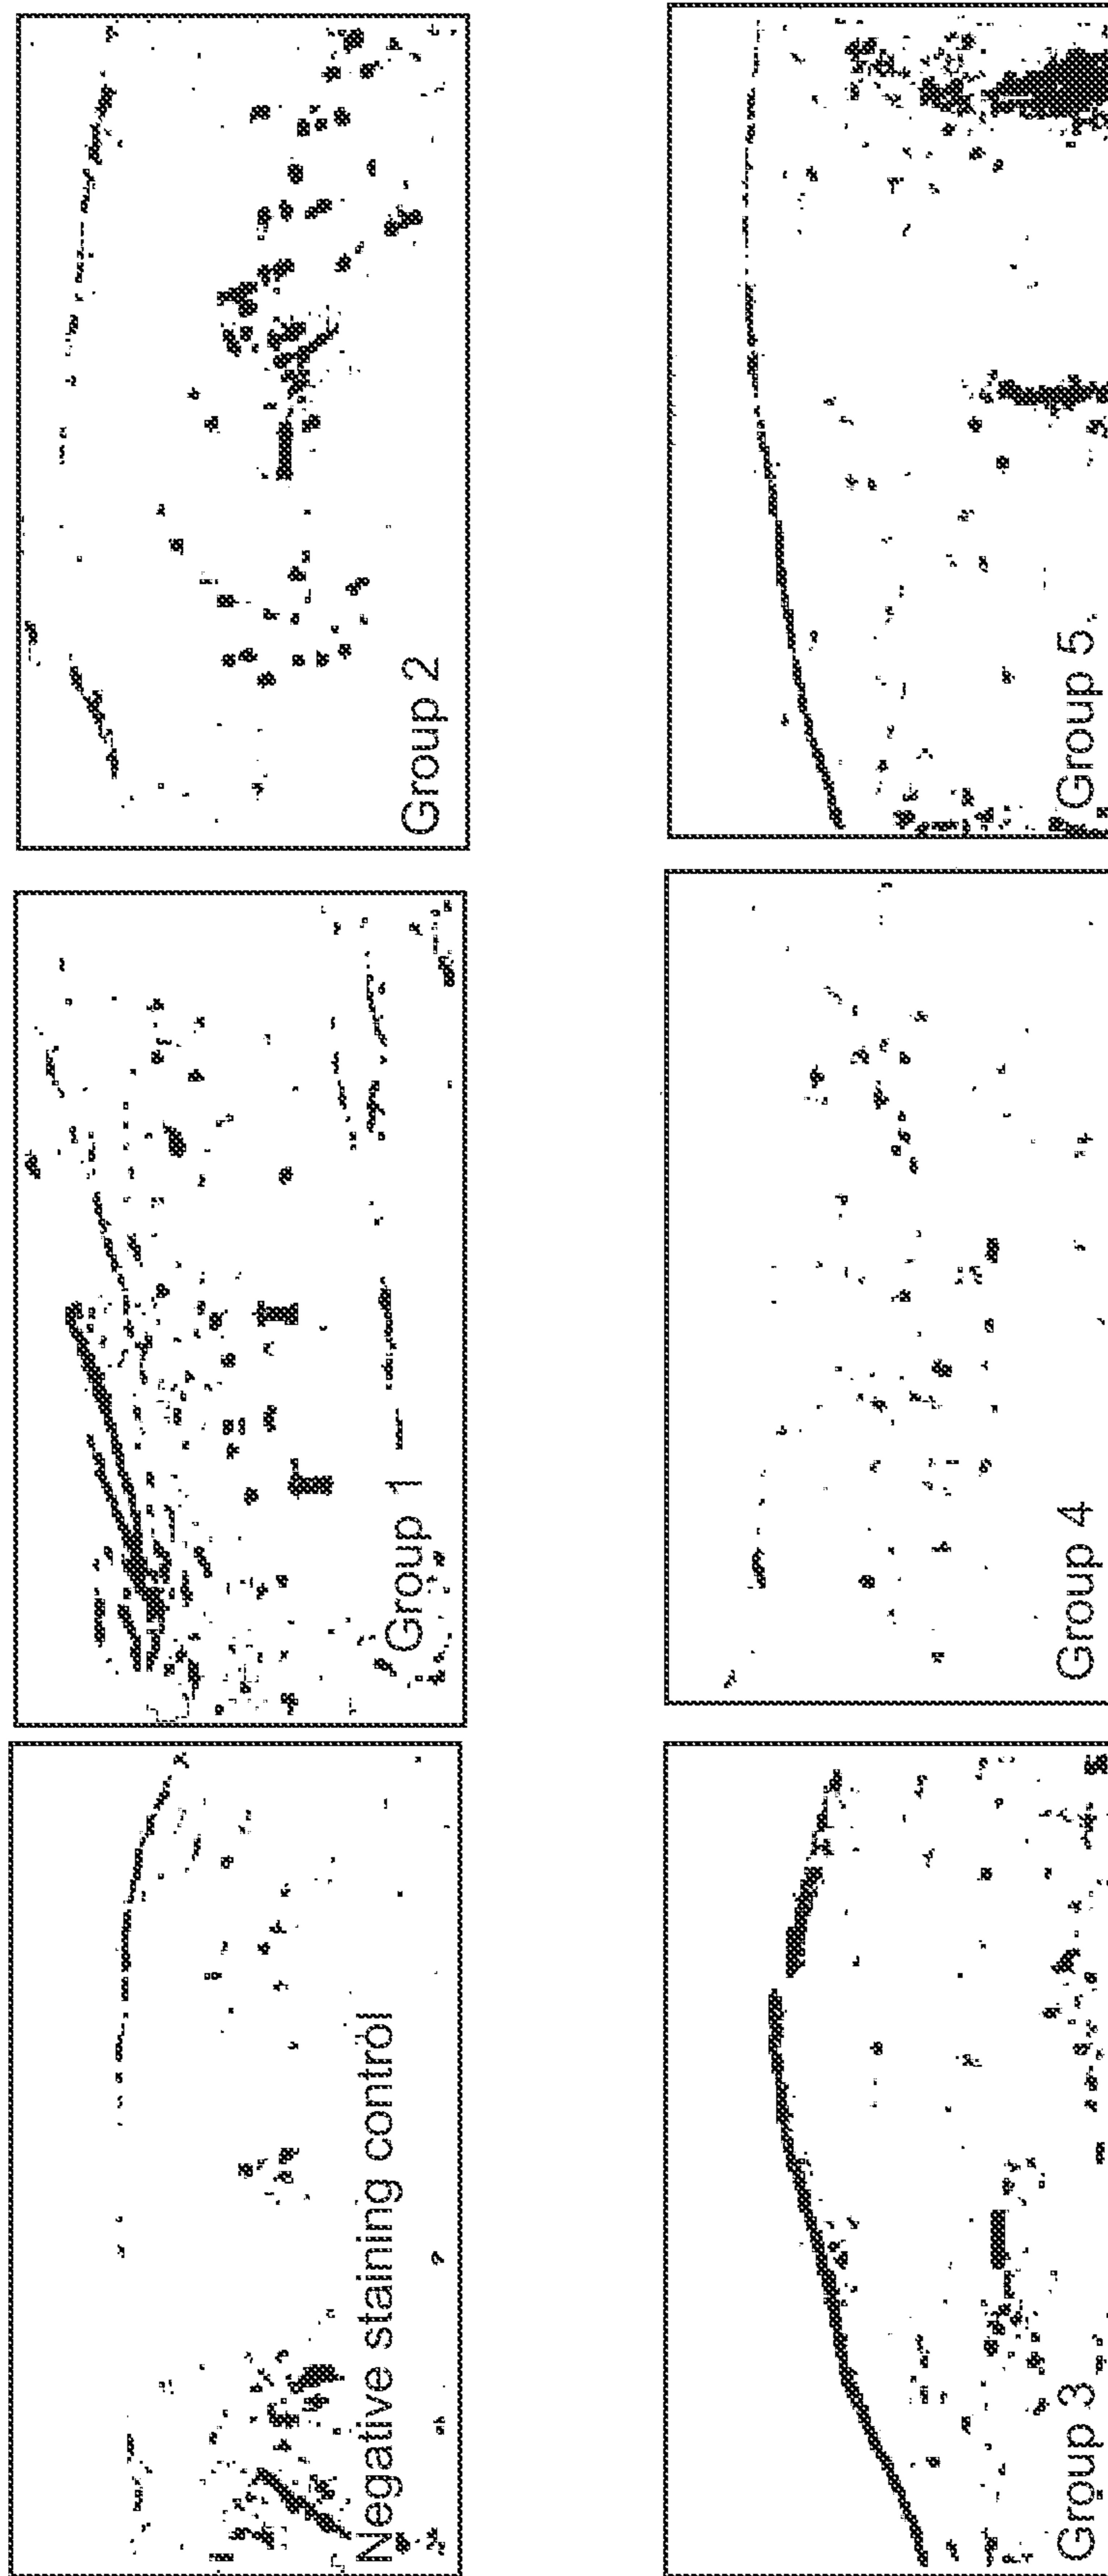 Negative staining control
Group 1
Group 2
Group 3
Group 4
Group 5